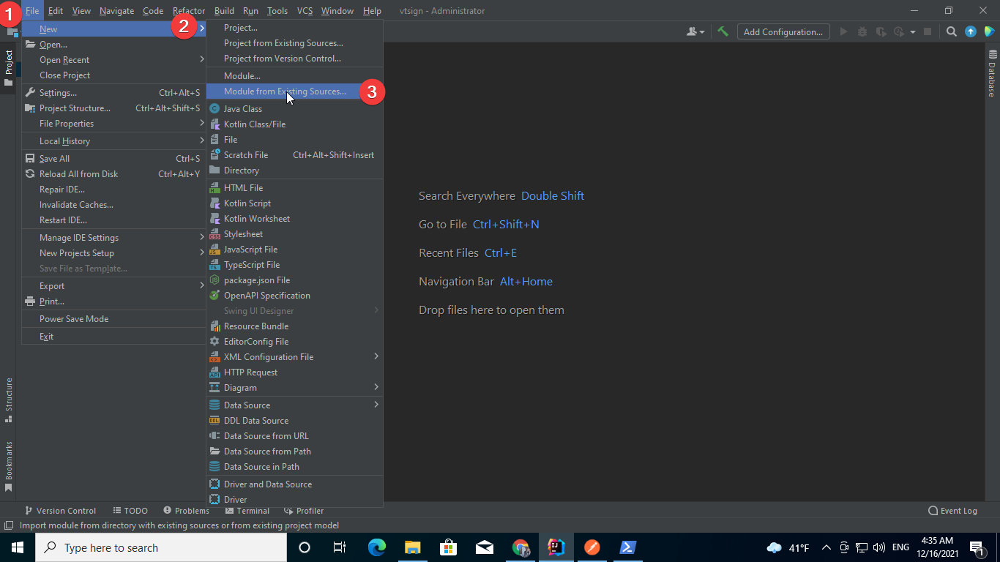 1
File Edit View Navigate Code Refactor Build Run Tools VCS Window Help vtsign - Administrator
2
New
Open...
Open Recent
Close Project
Settings... Ctrl+Alt+S
Project Structure... Ctrl+Alt+Shift+S
File Properties
Local History
Save All Ctrl+S
Reload All from Disk Ctrl+Alt+Y
Repair IDE...
Invalidate Caches...
Restart IDE...
Manage IDE Settings
New Projects Setup
Save File as Template...
Export
Print...
Power Save Mode
Exit
Project...
Project from Existing Sources...
Project from Version Control...
Module...
Module from Existing Sources...
3
Java Class
Kotlin Class/File
File
Scratch File Ctrl+Alt+Shift+Insert
Directory
HTML File
Kotlin Script
Kotlin Worksheet
Stylesheet
JavaScript File
TypeScript File
package.json File
OpenAPI Specification
Swing UI Designer
Resource Bundle
EditorConfig File
XML Configuration File
HTTP Request
Diagram
Data Source
DDL Data Source
Data Source from URL
Data Source from Path
Data Source in Path
Driver and Data Source
Driver
Add Configuration...
Project
Structure
Bookmarks
Database
Search Everywhere Double Shift
Go to File Ctrl+Shift+N
Recent Files Ctrl+E
Navigation Bar Alt+Home
Drop files here to open them
Version Control TODO Problems Terminal Profiler Event Log
Import module from directory with existing sources or from existing project model
Type here to search
41°F
ENG
4:35 AM
12/16/2021
1